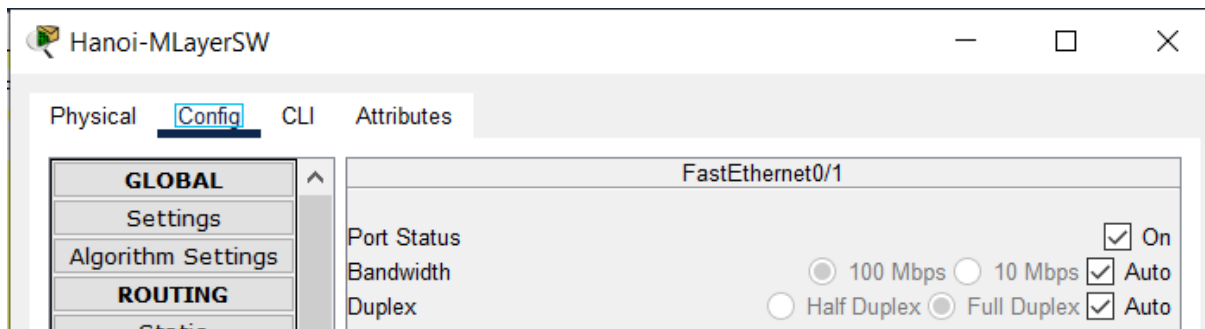 Hanoi-MLayerSW
Physical Config CLI Attributes
GLOBAL
Settings
Algorithm Settings
ROUTING
Static
FastEthernet0/1
Port Status On
Bandwidth 100 Mbps 10 Mbps Auto
Duplex Half Duplex Full Duplex Auto